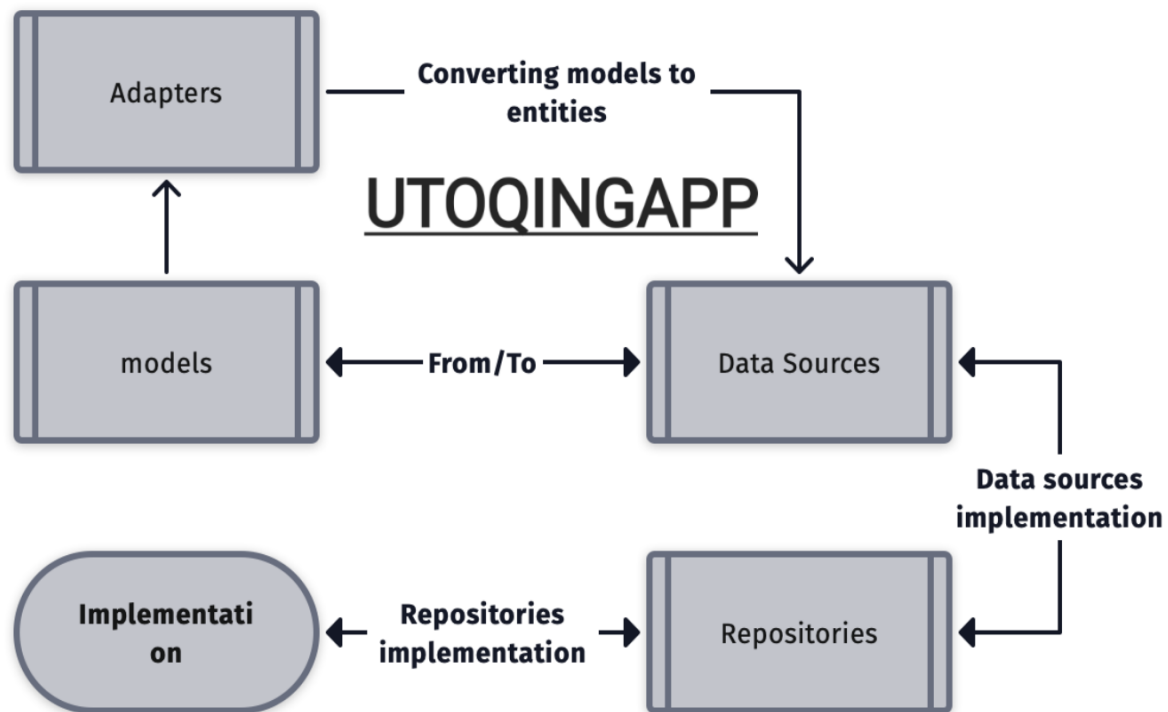 Adapters
Converting models to
entities
UTOQINGAPP
models
From/To
Data Sources
Data sources
implementation
Implementati
on
Repositories
implementation
Repositories